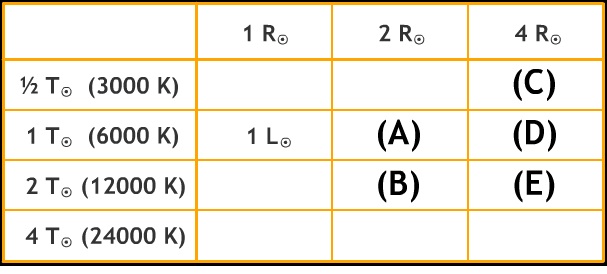 1 R☉ 2 R☉ 4 R☉
½ T☉ (3000 K) (C)
1 T☉ (6000 K) 1 L☉ (A) (D)
2 T☉ (12000 K) (B) (E)
4 T☉ (24000 K)